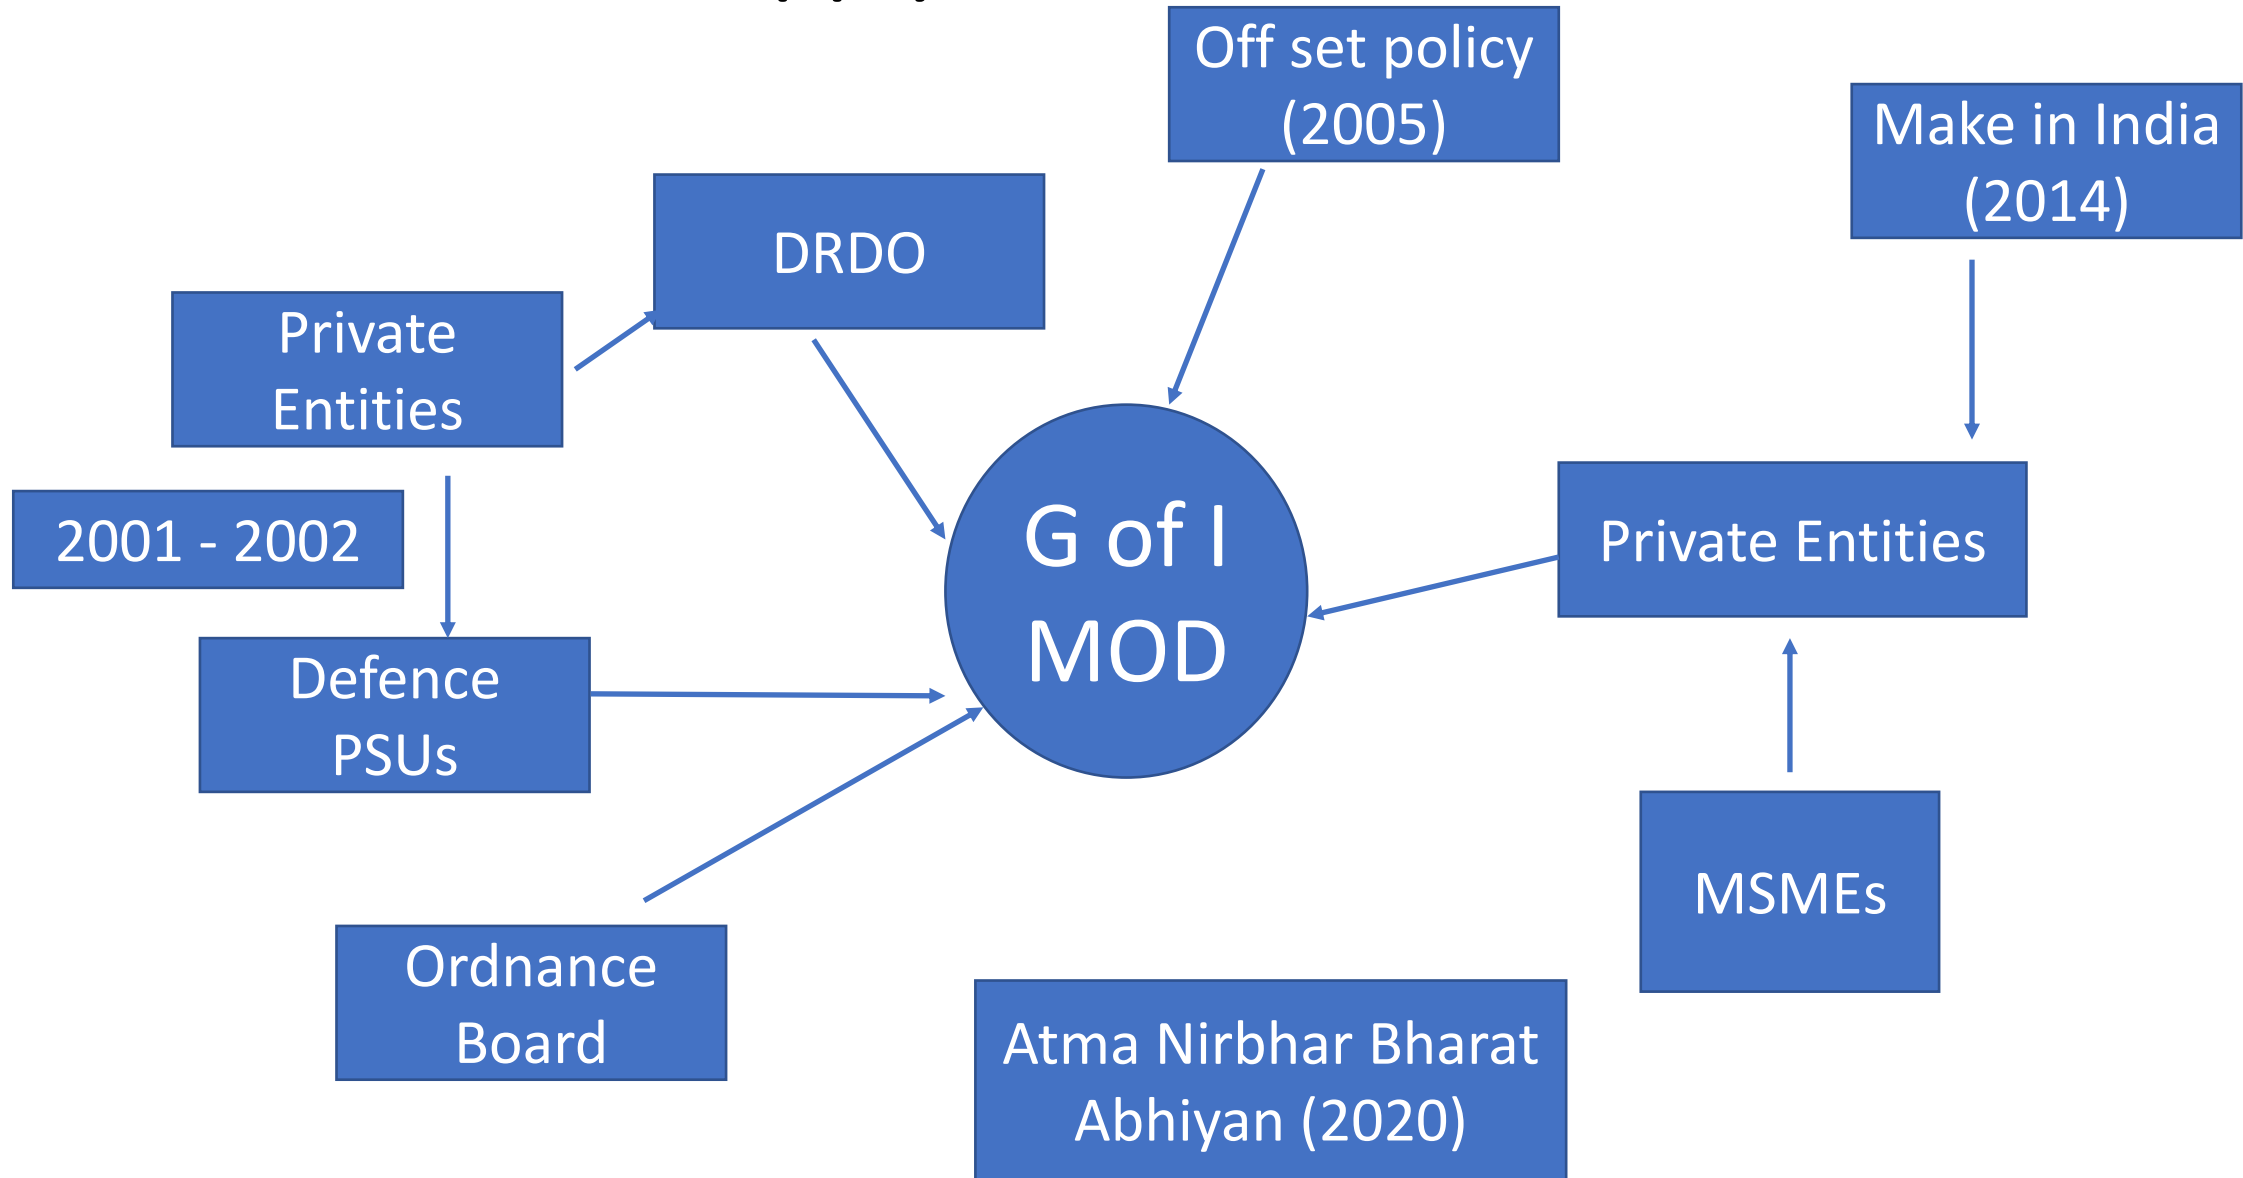 Off set policy
(2005)
Make in India
(2014)
DRDO
Private
Entities
2001 - 2002
G of I
MOD
Private Entities
Defence
PSUs
MSMEs
Ordnance
Board
Atma Nirbhar Bharat
Abhiyan (2020)